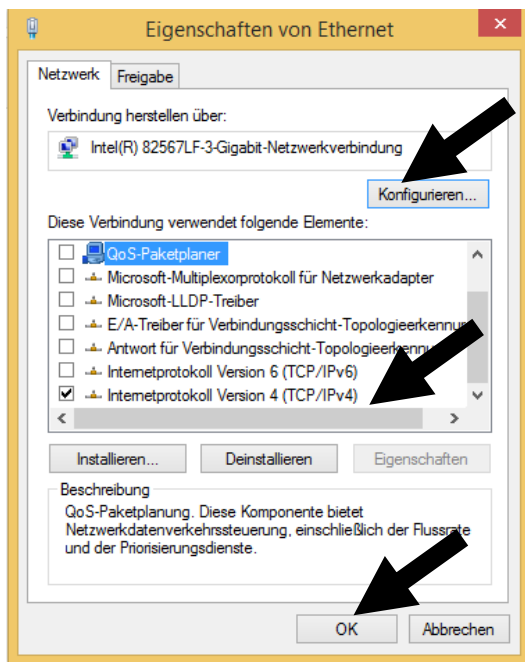 Eigenschaften von Ethernet
Netzwerk Freigabe
Verbindung herstellen über:
Intel(R) 82567LF-3-Gigabit-Netzwerkverbindung
Konfigurieren...
Diese Verbindung verwendet folgende Elemente:
QoS-Paketplaner
Microsoft-Multiplexorprotokoll für Netzwerkadapter
Microsoft-LLDP-Treiber
E/A-Treiber für Verbindungsschicht-Topologieerkennung
Antwort für Verbindungsschicht-Topologieerkennung
Internetprotokoll Version 6 (TCP/IPv6)
Internetprotokoll Version 4 (TCP/IPv4)
Installieren... Deinstallieren Eigenschaften
Beschreibung
QoS-Paketplanung. Diese Komponente bietet
Netzwerkdatenverkehrssteuerung, einschließlich der Flussrate
und der Priorisierungsdienste.
OK Abbrechen